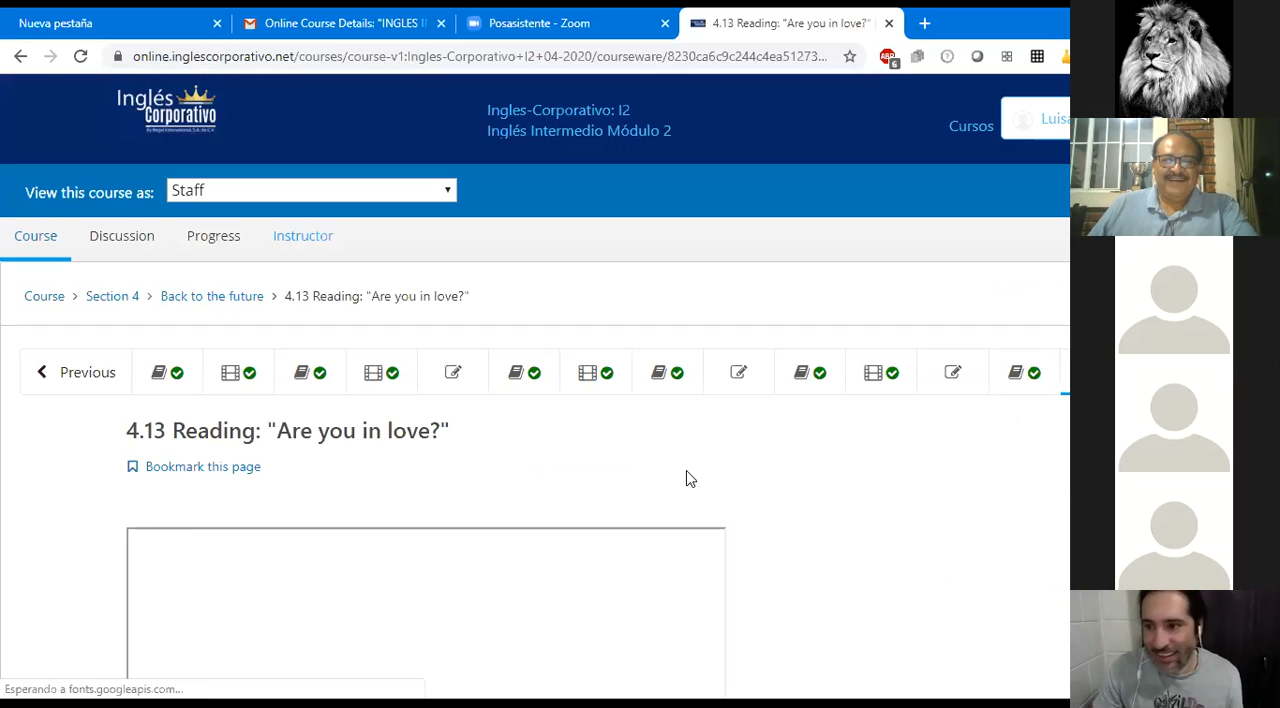 Nueva pestaña
Online Course Details: "INGLES I
Posasistente - Zoom
4.13 Reading: "Are you in love?"
online.inglescorporativo.net/courses/course-v1:Ingles-Corporativo+I2+04-2020/courseware/8230ca6c9c244c4ea51273...
6
Inglés
Corporativo
Ingles-Corporativo: I2
Inglés Intermedio Módulo 2
Cursos
Luisa
View this course as:
Staff
Course
Discussion
Progress
Instructor
Course > Section 4 > Back to the future > 4.13 Reading: "Are you in love?"
Previous
4.13 Reading: "Are you in love?"
Bookmark this page
Esperando a fonts.googleapis.com...